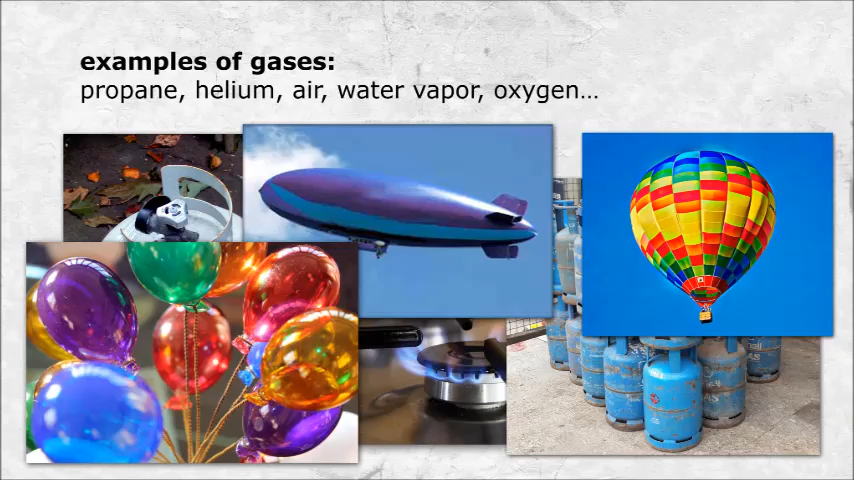 examples of gases:
propane, helium, air, water vapor, oxygen…